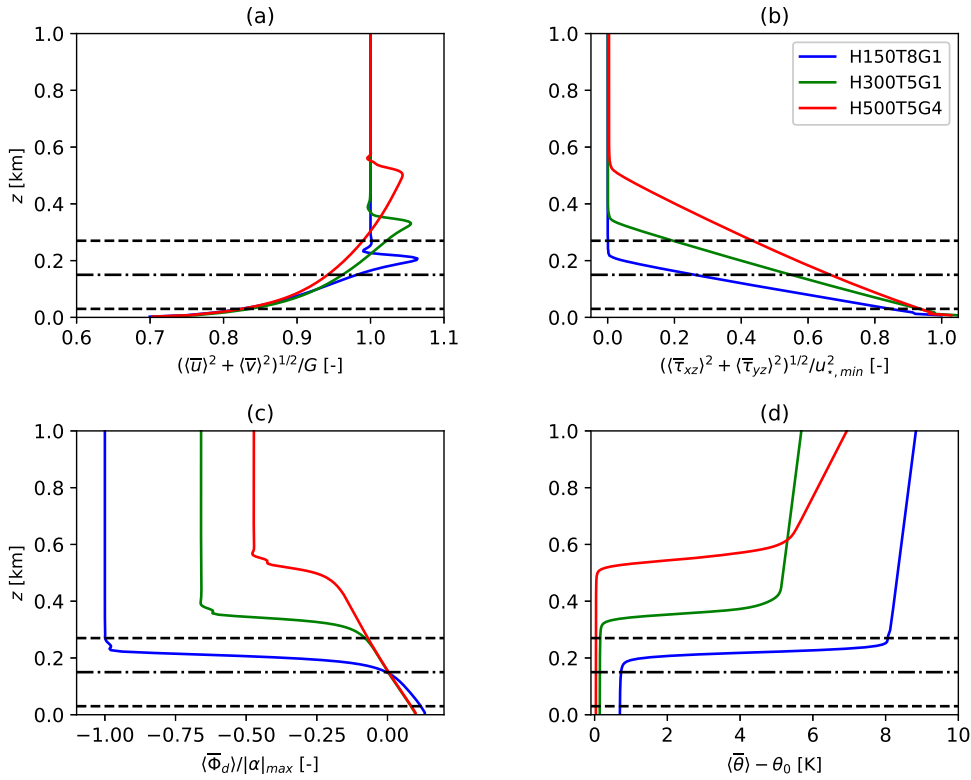 (a)
1.0
0.8
0.6
0.4
0.2
0.0
z [km]
0.6 0.7 0.8 0.9 1.0 1.1
(⟨u̅⟩² + ⟨v̅⟩²)^{1/2}/G [-]
(b)
H150T8G1
H300T5G1
H500T5G4
1.0
0.8
0.6
0.4
0.2
0.0
0.0 0.2 0.4 0.6 0.8 1.0
(⟨τ̅_{xz}⟩² + ⟨τ̅_{yz}⟩²)^{1/2}/u²_{⋆,min} [-]
(c)
1.0
0.8
0.6
0.4
0.2
0.0
z [km]
−1.00 −0.75 −0.50 −0.25 0.00
⟨Φ̅_d⟩/|α|_{max} [-]
(d)
1.0
0.8
0.6
0.4
0.2
0.0
0 2 4 6 8 10
⟨θ̅⟩ − θ₀ [K]